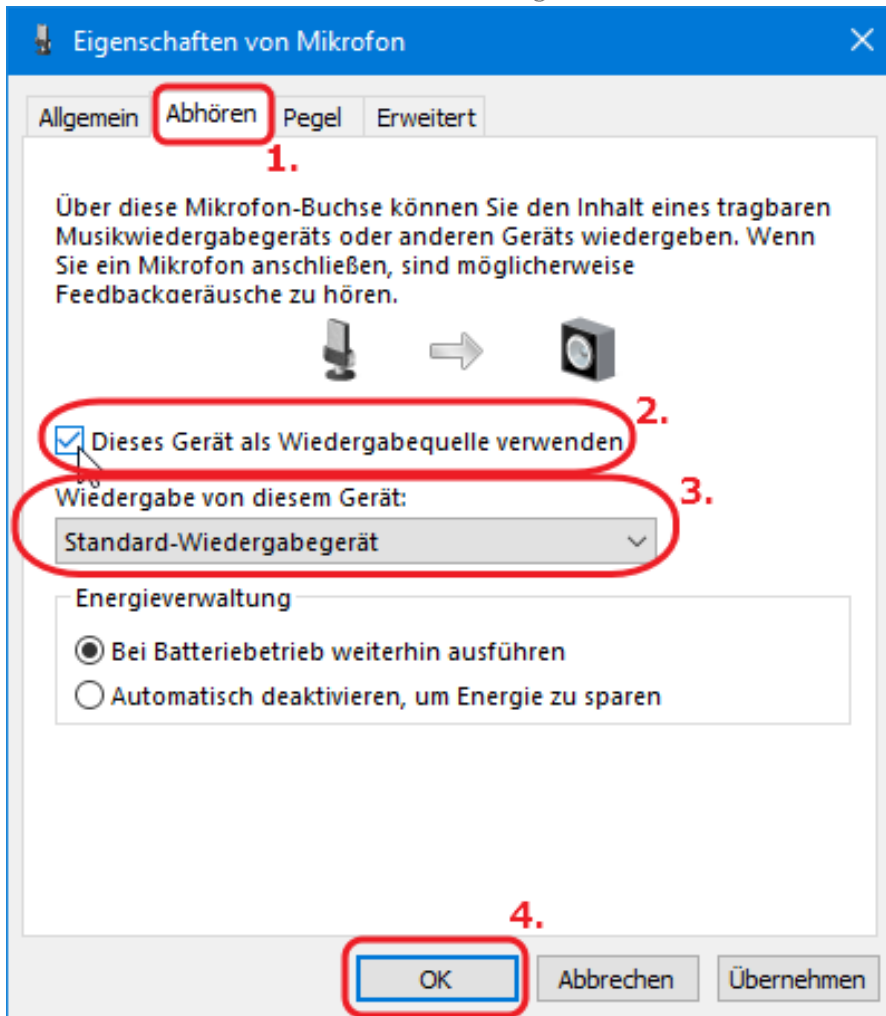 Eigenschaften von Mikrofon
Allgemein Abhören Pegel Erweitert
1.
Über diese Mikrofon-Buchse können Sie den Inhalt eines tragbaren
Musikwiedergabegeräts oder anderen Geräts wiedergeben. Wenn
Sie ein Mikrofon anschließen, sind möglicherweise
Feedbackgeräusche zu hören.
2.
Dieses Gerät als Wiedergabequelle verwenden
3.
Wiedergabe von diesem Gerät:
Standard-Wiedergabegerät
Energieverwaltung
Bei Batteriebetrieb weiterhin ausführen
Automatisch deaktivieren, um Energie zu sparen
4.
OK Abbrechen Übernehmen